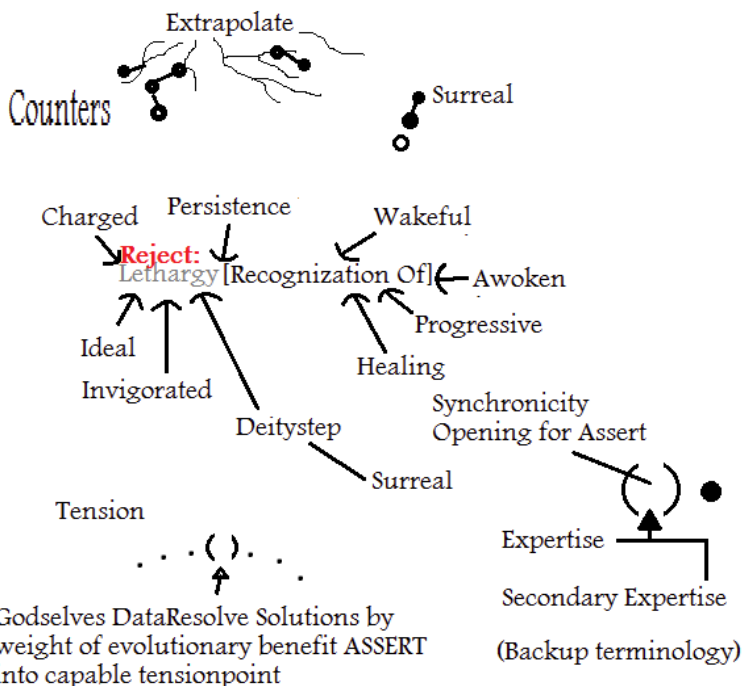 Extrapolate
Counters
Surreal
Charged
Persistence
Wakeful
Reject:
Lethargy [Recognization Of]
Awoken
Progressive
Ideal
Healing
Invigorated
Deitystep
Synchronicity
Opening for Assert
Surreal
Tension
Expertise
Secondary Expertise
Godselves DataResolve Solutions by
weight of evolutionary benefit ASSERT
into capable tensionpoint
(Backup terminology)